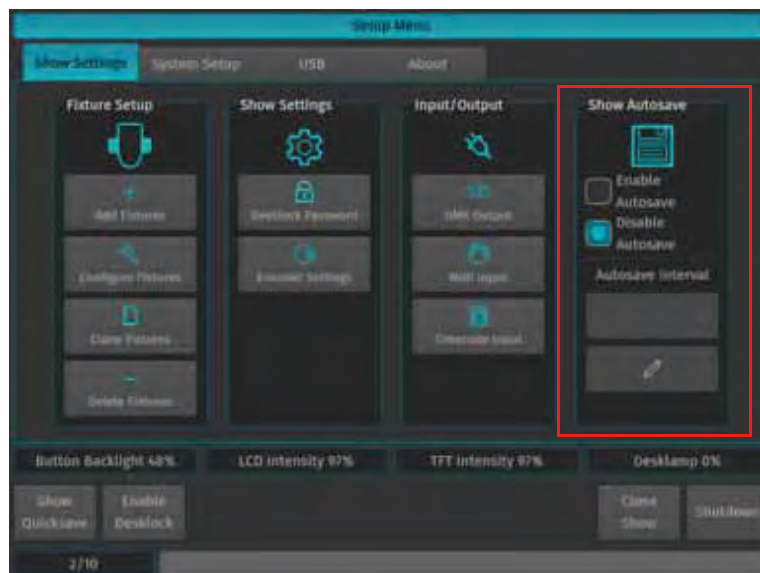 Setup Menu
Show Settings
System Setup
USB
About
Fixture Setup
Add Fixtures
Configure Fixtures
Clone Fixtures
Delete Fixtures
Show Settings
Desklock Password
Encoder Settings
Input/Output
DMX Output
Midi Input
Timecode Input
Show Autosave
Enable
Autosave
Disable
Autosave
Autosave Interval
Button Backlight 48%
LCD Intensity 97%
TFT Intensity 97%
Desklamp 0%
Show
Quicksave
Enable
Desklock
Close
Show
Shutdown
2/10